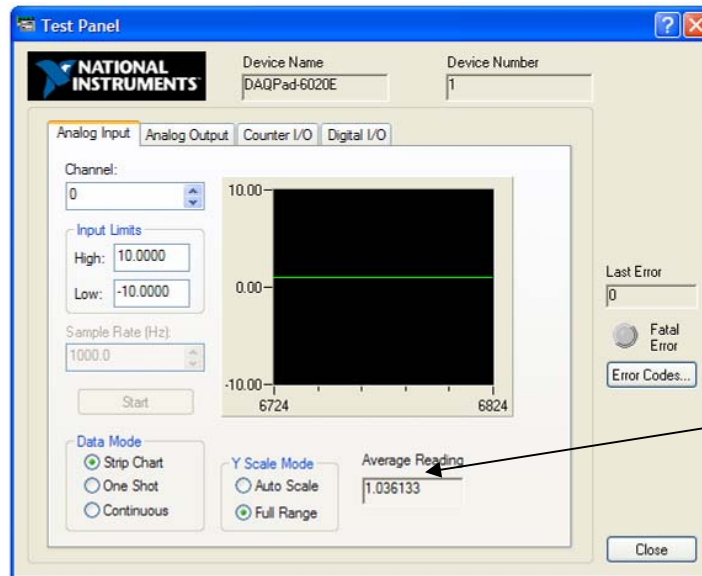 Test Panel
NATIONAL
INSTRUMENTS
Device Name
DAQPad-6020E
Device Number
1
Analog Input
Analog Output
Counter I/O
Digital I/O
Channel:
0
Input Limits
High: 10.0000
Low: -10.0000
Sample Rate (Hz):
1000.0
Start
10.00
0.00
-10.00
6724
6824
Data Mode
Strip Chart
One Shot
Continuous
Y Scale Mode
Auto Scale
Full Range
Average Reading
1.036133
Last Error
0
Fatal
Error
Error Codes...
Close